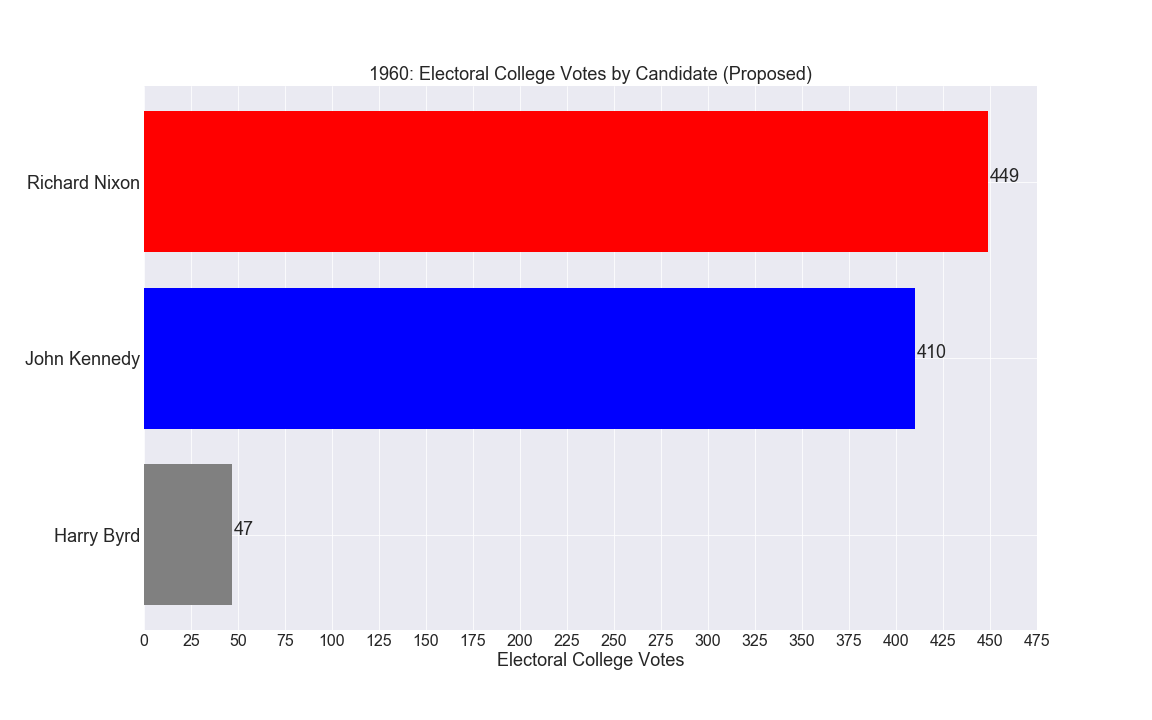 1960: Electoral College Votes by Candidate (Proposed)
Richard Nixon
449
John Kennedy
410
Harry Byrd
47
0 25 50 75 100 125 150 175 200 225 250 275 300 325 350 375 400 425 450 475
Electoral College Votes